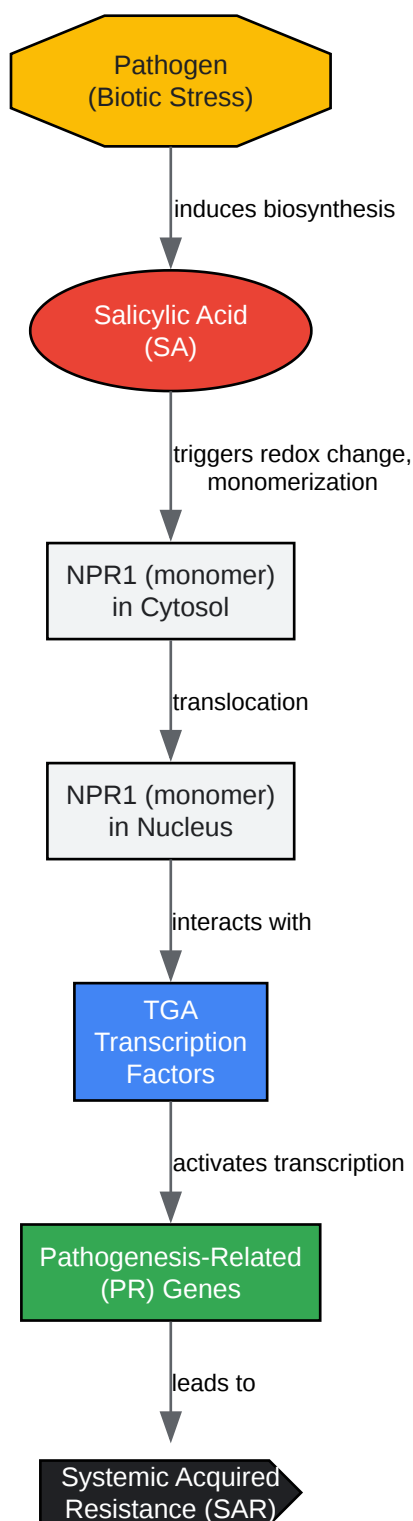 Pathogen
(Biotic Stress)
induces biosynthesis
Salicylic Acid
(SA)
triggers redox change,
monomerization
NPR1 (monomer)
in Cytosol
translocation
NPR1 (monomer)
in Nucleus
interacts with
TGA
Transcription
Factors
activates transcription
Pathogenesis-Related
(PR) Genes
leads to
Systemic Acquired
Resistance (SAR)